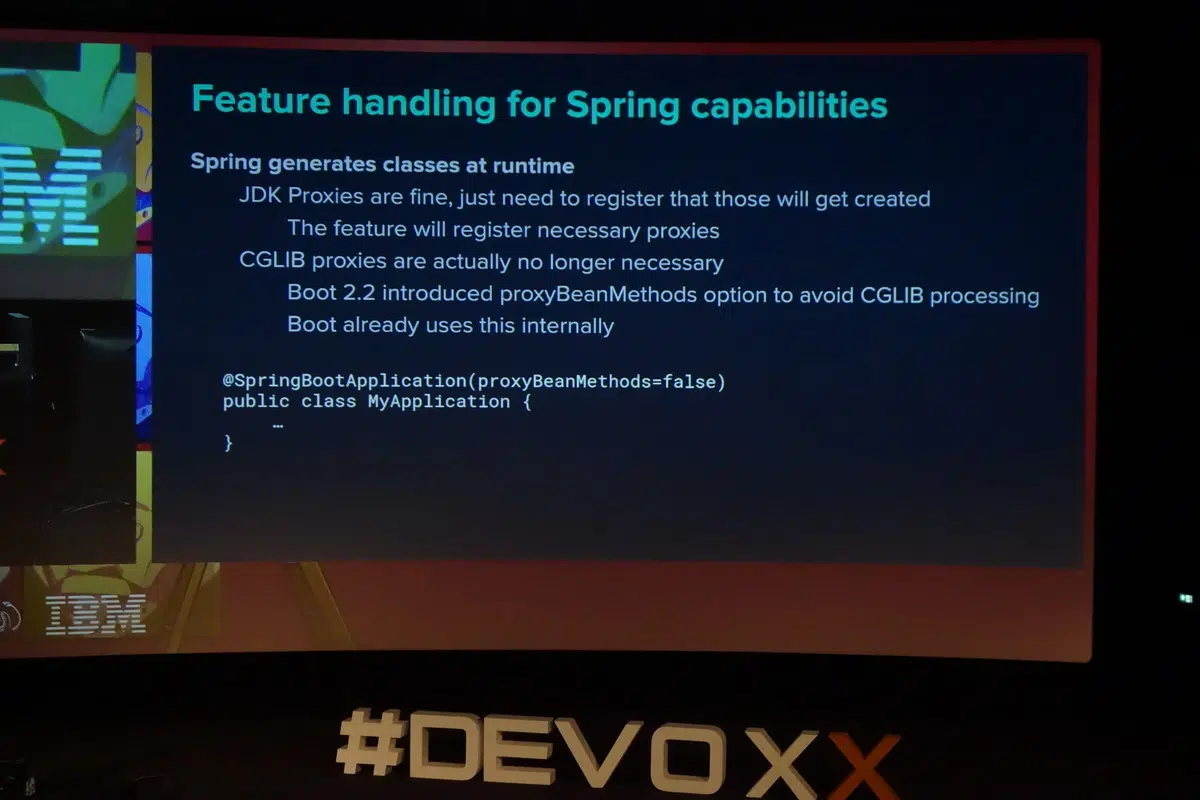 Feature handling for Spring capabilities
Spring generates classes at runtime
JDK Proxies are fine, just need to register that those will get created
The feature will register necessary proxies
CGLIB proxies are actually no longer necessary
Boot 2.2 introduced proxyBeanMethods option to avoid CGLIB processing
Boot already uses this internally
@SpringBootApplication(proxyBeanMethods=false)
public class MyApplication {
…
}
M
IBM
#DEVOXX